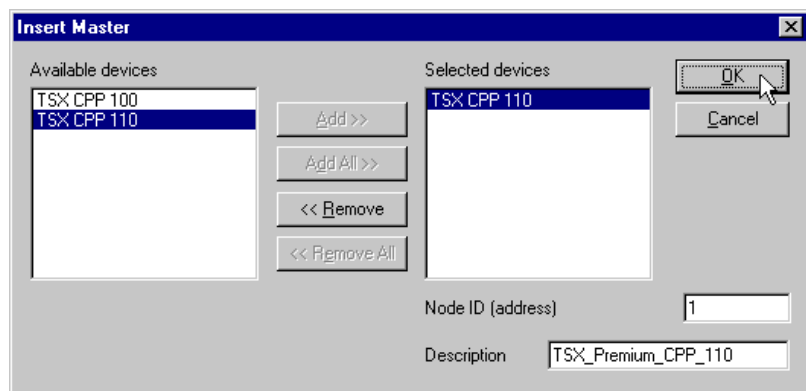 Insert Master
Available devices
TSX CPP 100
TSX CPP 110
Add >>
Add All >>
<< Remove
<< Remove All
Selected devices
TSX CPP 110
OK
Cancel
Node ID (address)
1
Description
TSX_Premium_CPP_110